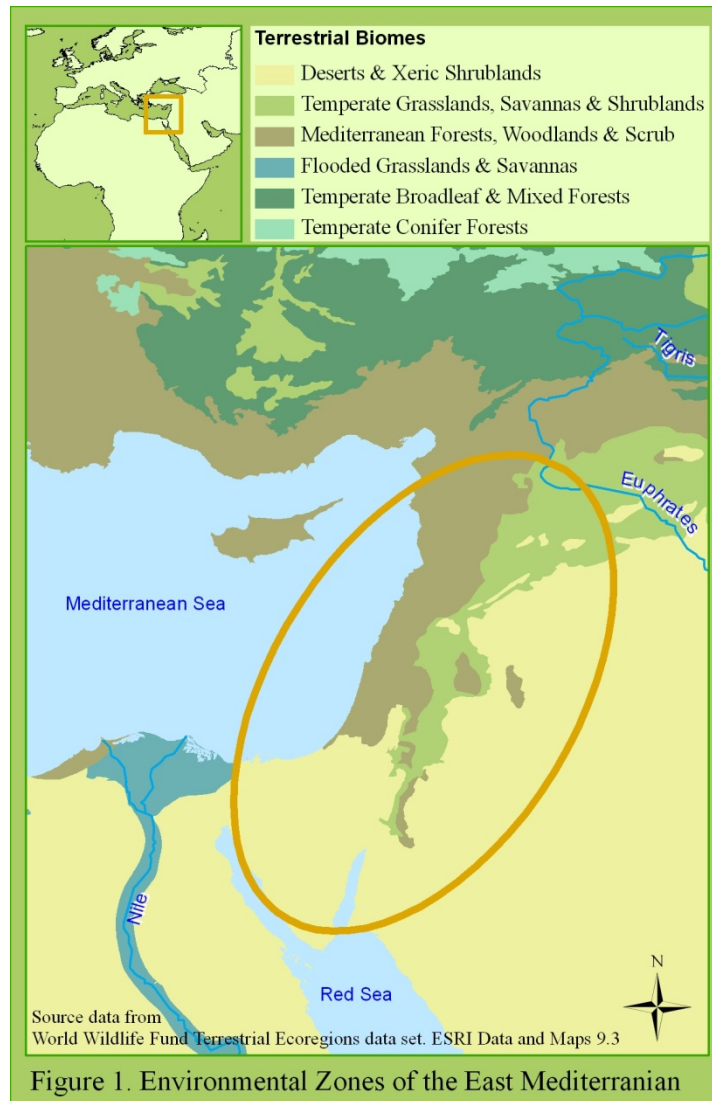 Terrestrial Biomes
Deserts & Xeric Shrublands
Temperate Grasslands, Savannas & Shrublands
Mediterranean Forests, Woodlands & Scrub
Flooded Grasslands & Savannas
Temperate Broadleaf & Mixed Forests
Temperate Conifer Forests
Tigris
Euphrates
Mediterranean Sea
Nile
Red Sea
N
Source data from
World Wildlife Fund Terrestrial Ecoregions data set. ESRI Data and Maps 9.3
Figure 1. Environmental Zones of the East Mediterranian